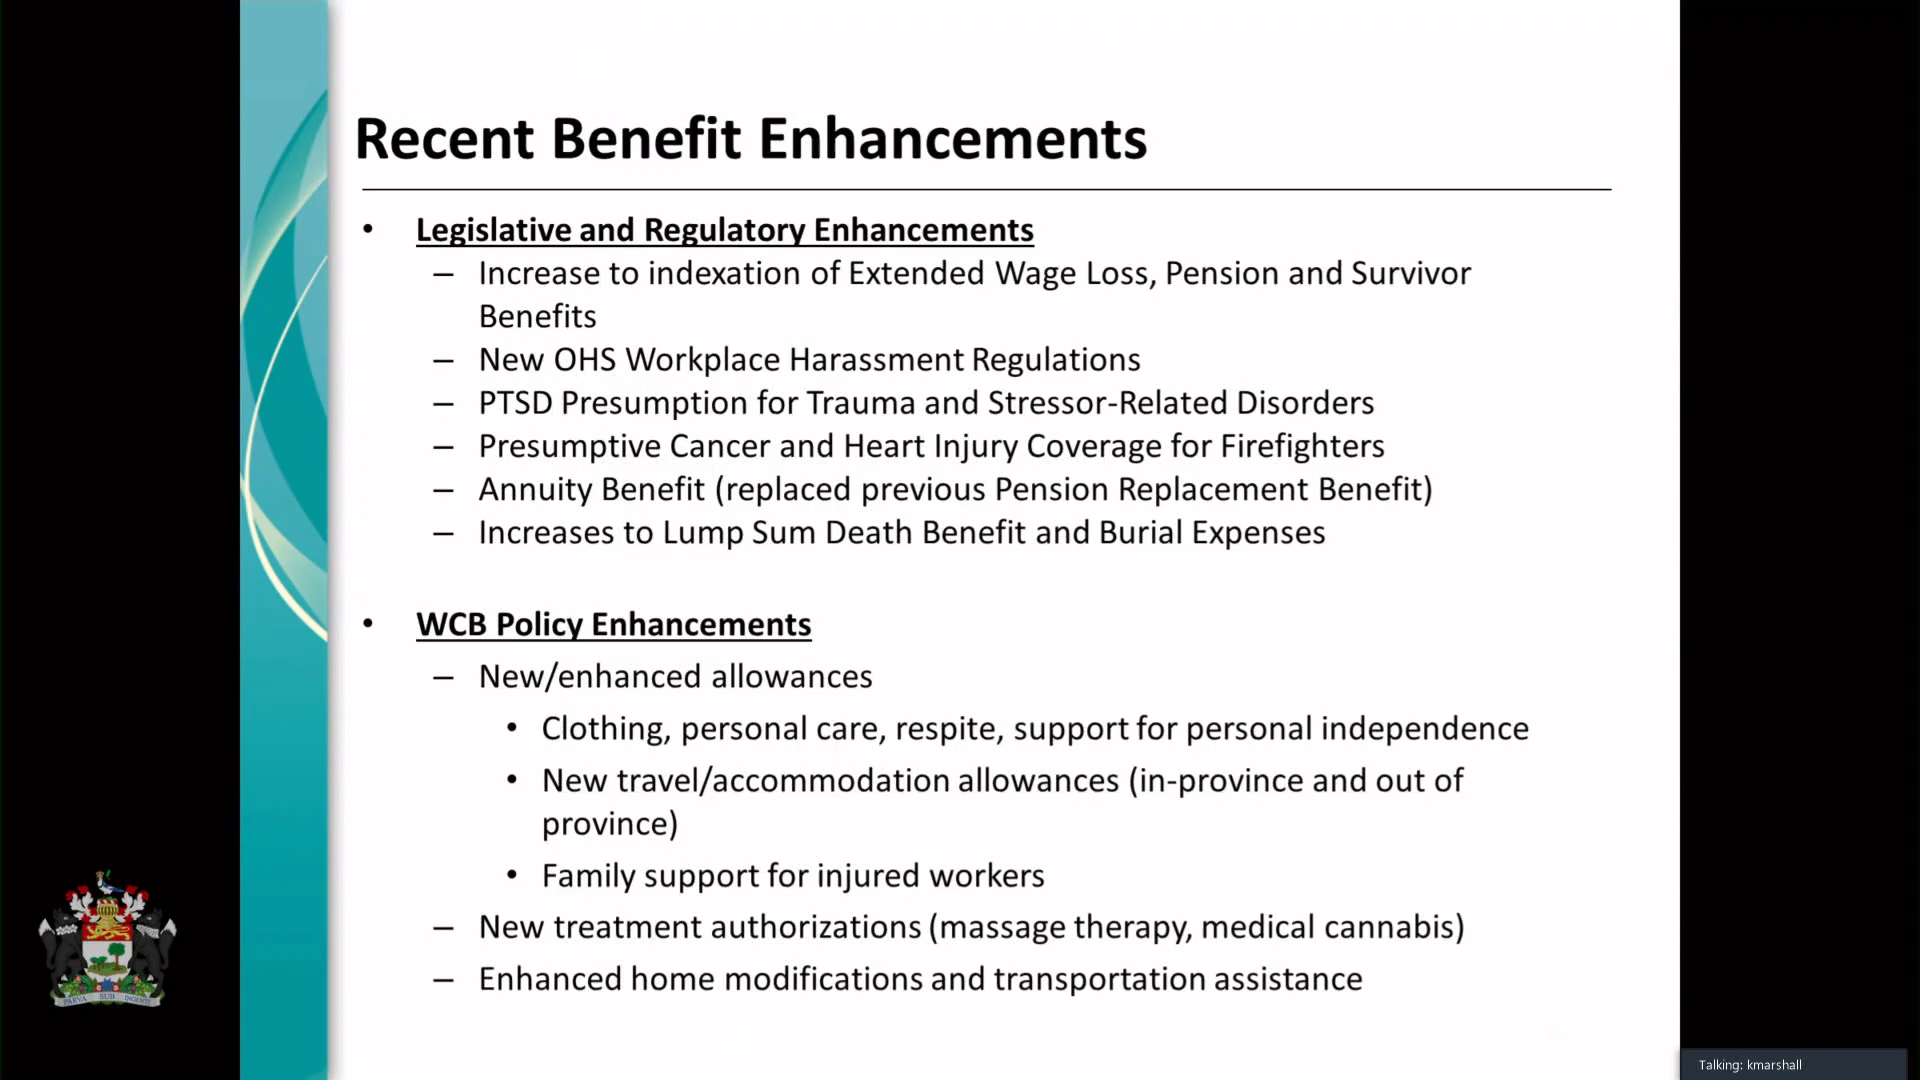 Recent Benefit Enhancements
• Legislative and Regulatory Enhancements
– Increase to indexation of Extended Wage Loss, Pension and Survivor
Benefits
– New OHS Workplace Harassment Regulations
– PTSD Presumption for Trauma and Stressor-Related Disorders
– Presumptive Cancer and Heart Injury Coverage for Firefighters
– Annuity Benefit (replaced previous Pension Replacement Benefit)
– Increases to Lump Sum Death Benefit and Burial Expenses
• WCB Policy Enhancements
– New/enhanced allowances
• Clothing, personal care, respite, support for personal independence
• New travel/accommodation allowances (in-province and out of
province)
• Family support for injured workers
– New treatment authorizations (massage therapy, medical cannabis)
– Enhanced home modifications and transportation assistance
PARVA SUB INGENTI
Talking: kmarshall